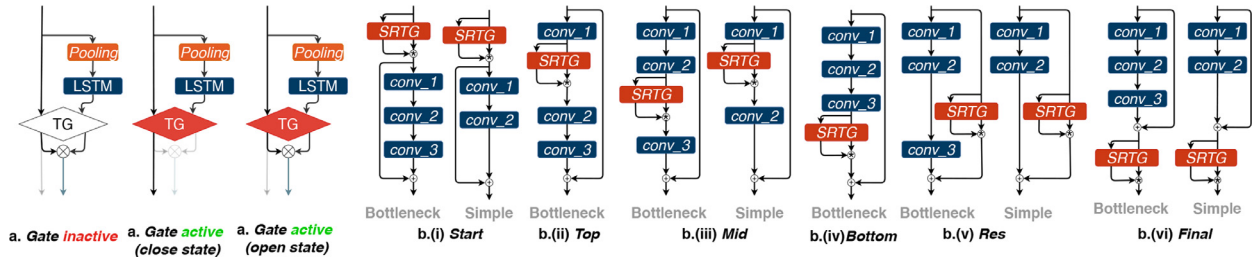 Pooling
LSTM
TG
a. Gate inactive
Pooling
LSTM
TG
a. Gate active
(close state)
Pooling
LSTM
TG
a. Gate active
(open state)
SRTG
conv_1
conv_2
conv_3
Bottleneck
SRTG
conv_1
conv_2
Simple
b.(i) Start
conv_1
SRTG
conv_2
conv_3
Bottleneck
b.(ii) Top
conv_1
conv_2
SRTG
conv_3
Bottleneck
conv_1
SRTG
conv_2
Simple
b.(iii) Mid
conv_1
conv_2
conv_3
SRTG
Bottleneck
b.(iv)Bottom
conv_1
conv_2
SRTG
conv_3
Bottleneck
conv_1
conv_2
SRTG
Simple
b.(v) Res
conv_1
conv_2
conv_3
SRTG
Bottleneck
conv_1
conv_2
SRTG
Simple
b.(vi) Final